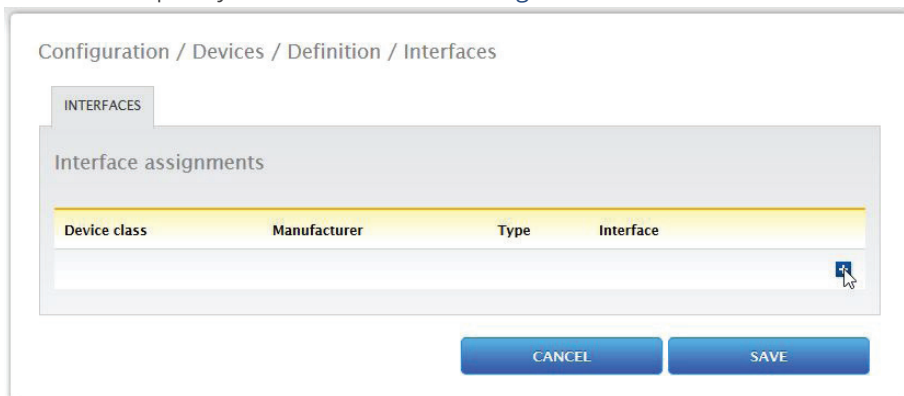 Configuration / Devices / Definition / Interfaces
INTERFACES
Interface assignments
Device class Manufacturer Type Interface
CANCEL SAVE